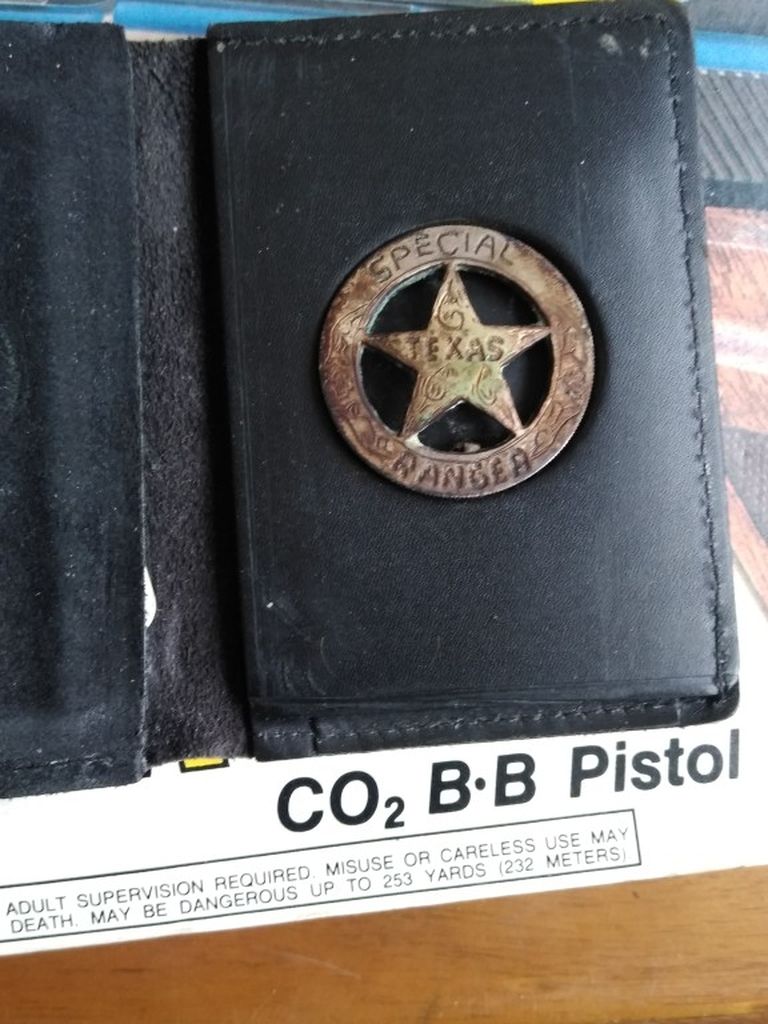 SPECIAL
TEXAS
RANGER
CO₂ B·B Pistol
ADULT SUPERVISION REQUIRED. MISUSE OR CARELESS USE MAY
DEATH. MAY BE DANGEROUS UP TO 253 YARDS (232 METERS)